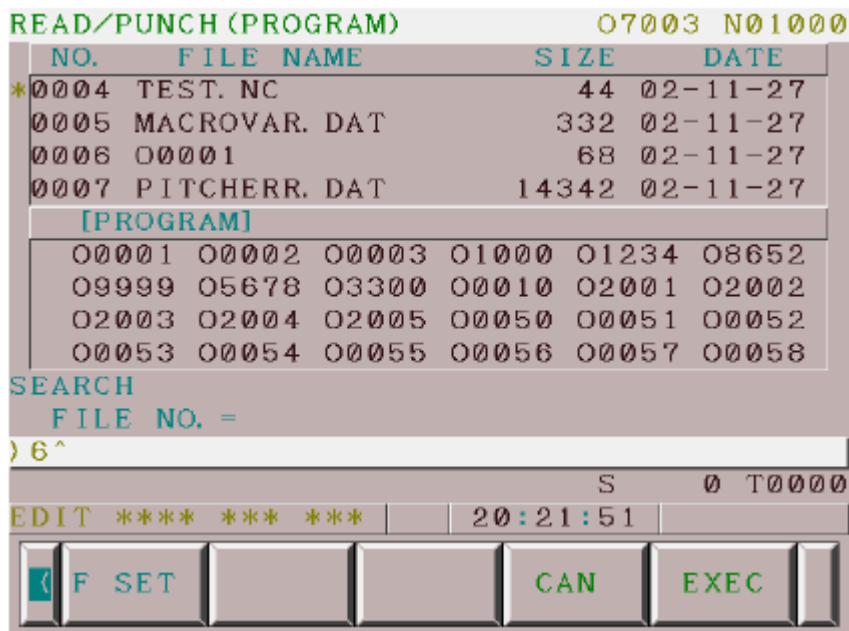 READ/PUNCH(PROGRAM) O7003 N01000
NO. FILE NAME SIZE DATE
*0004 TEST.NC 44 02-11-27
0005 MACROVAR.DAT 332 02-11-27
0006 O0001 68 02-11-27
0007 PITCHERR.DAT 14342 02-11-27
[PROGRAM]
O0001 O0002 O0003 O1000 O1234 O8652
O9999 O5678 O3300 O0010 O2001 O2002
O2003 O2004 O2005 O0050 O0051 O0052
O0053 O0054 O0055 O0056 O0057 O0058
SEARCH
FILE NO. =
)6^
S 0 T0000
EDIT **** *** *** 20:21:51
( F SET CAN EXEC